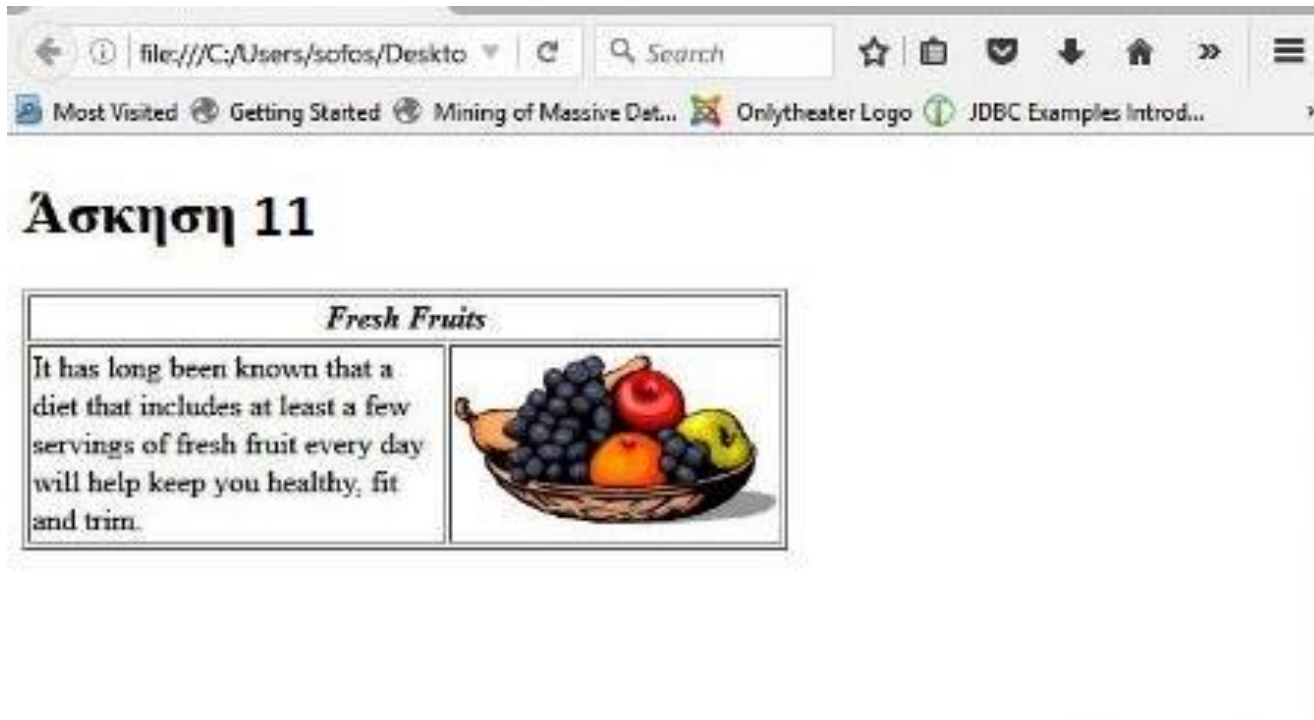 file:///C:/Users/sofos/Deskto
Search
Most Visited Getting Started Mining of Massive Dat... Onlytheater Logo JDBC Examples Introd...
Άσκηση 11
Fresh Fruits
It has long been known that a
diet that includes at least a few
servings of fresh fruit every day
will help keep you healthy, fit
and trim.